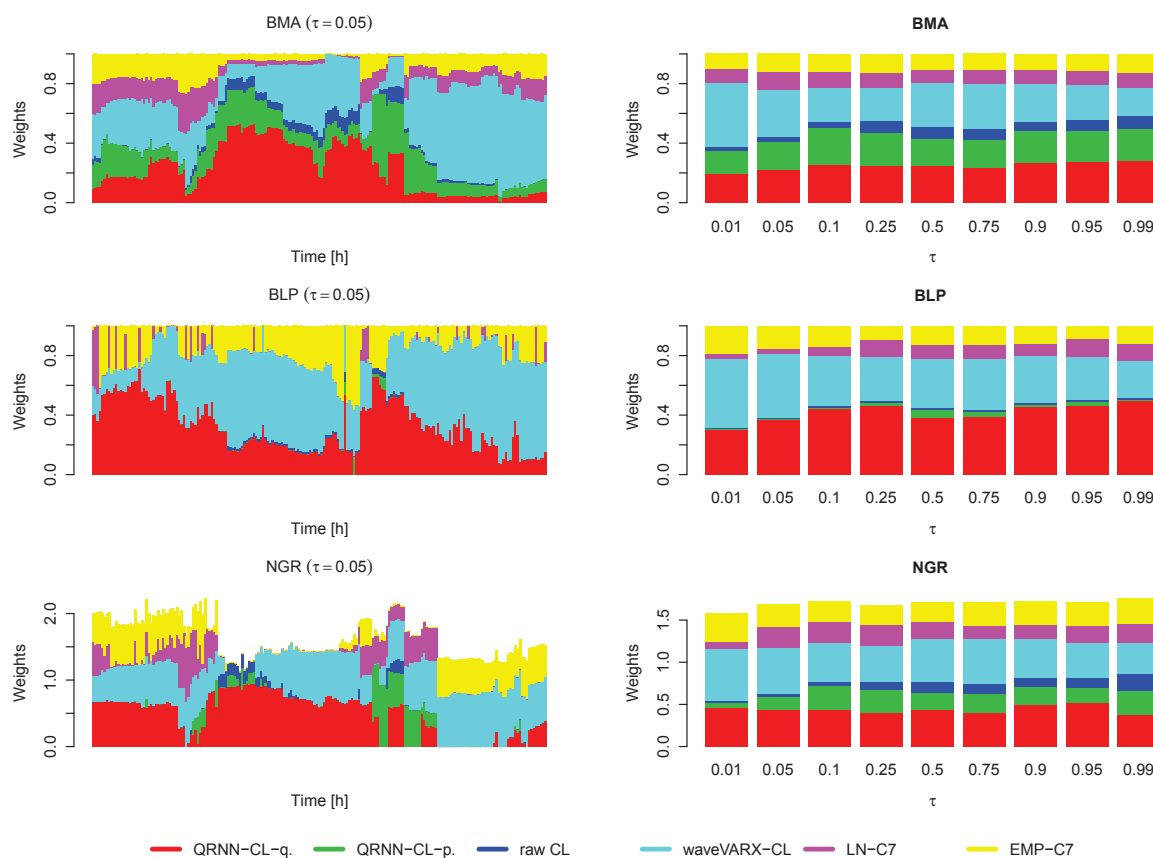 BMA (τ = 0.05)
BMA
Weights
0.0
0.4
0.8
Time [h]
Weights
0.0
0.4
0.8
0.01 0.05 0.1 0.25 0.5 0.75 0.9 0.95 0.99
τ
BLP (τ = 0.05)
BLP
Weights
0.0
0.4
0.8
Time [h]
Weights
0.0
0.4
0.8
0.01 0.05 0.1 0.25 0.5 0.75 0.9 0.95 0.99
τ
NGR (τ = 0.05)
NGR
Weights
0.0
1.0
2.0
Time [h]
Weights
0.0
0.5
1.0
1.5
0.01 0.05 0.1 0.25 0.5 0.75 0.9 0.95 0.99
τ
QRNN−CL−q. QRNN−CL−p. raw CL waveVARX−CL LN−C7 EMP−C7